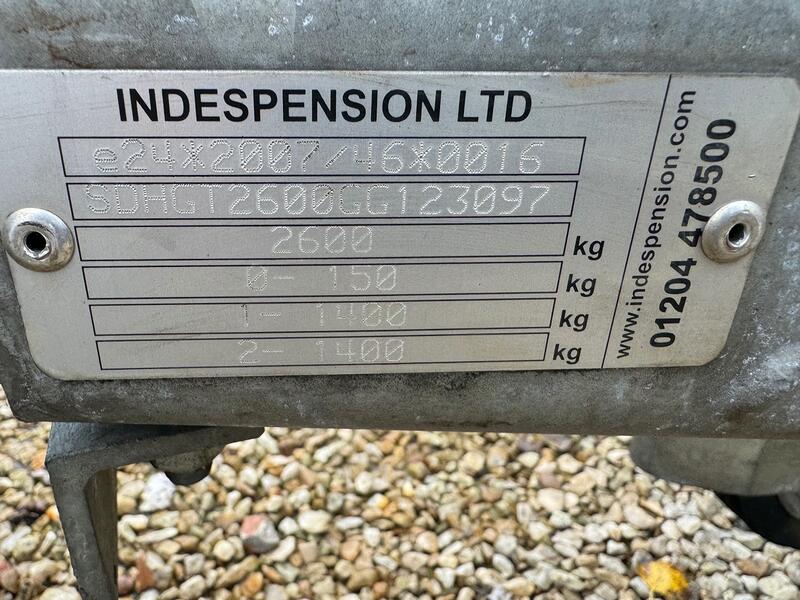 INDESPENSION LTD
e24*2007/46*0016
SDHGT2600GG123097
2600 kg
0- 150 kg
1- 1400 kg
2- 1400 kg
www.indespension.com
01204 478500